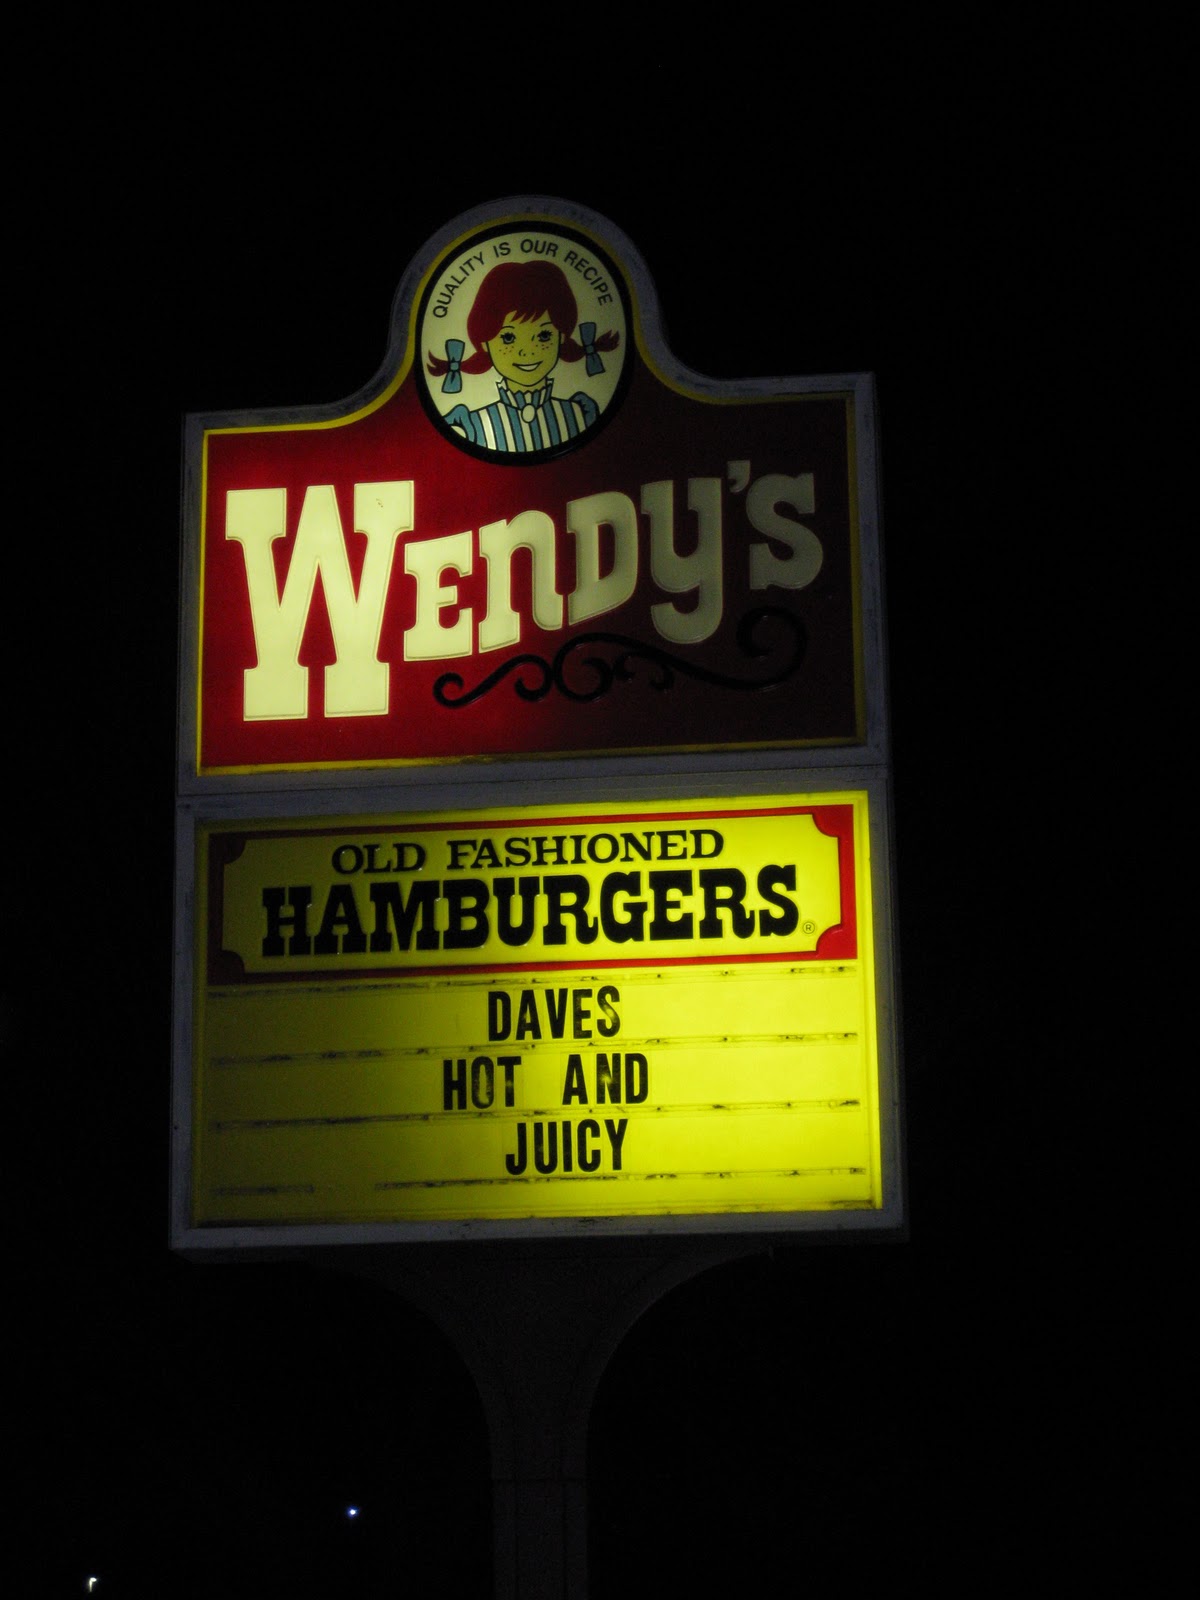 QUALITY IS OUR RECIPE
WENDY'S
OLD FASHIONED
HAMBURGERS®
DAVES
HOT AND
JUICY